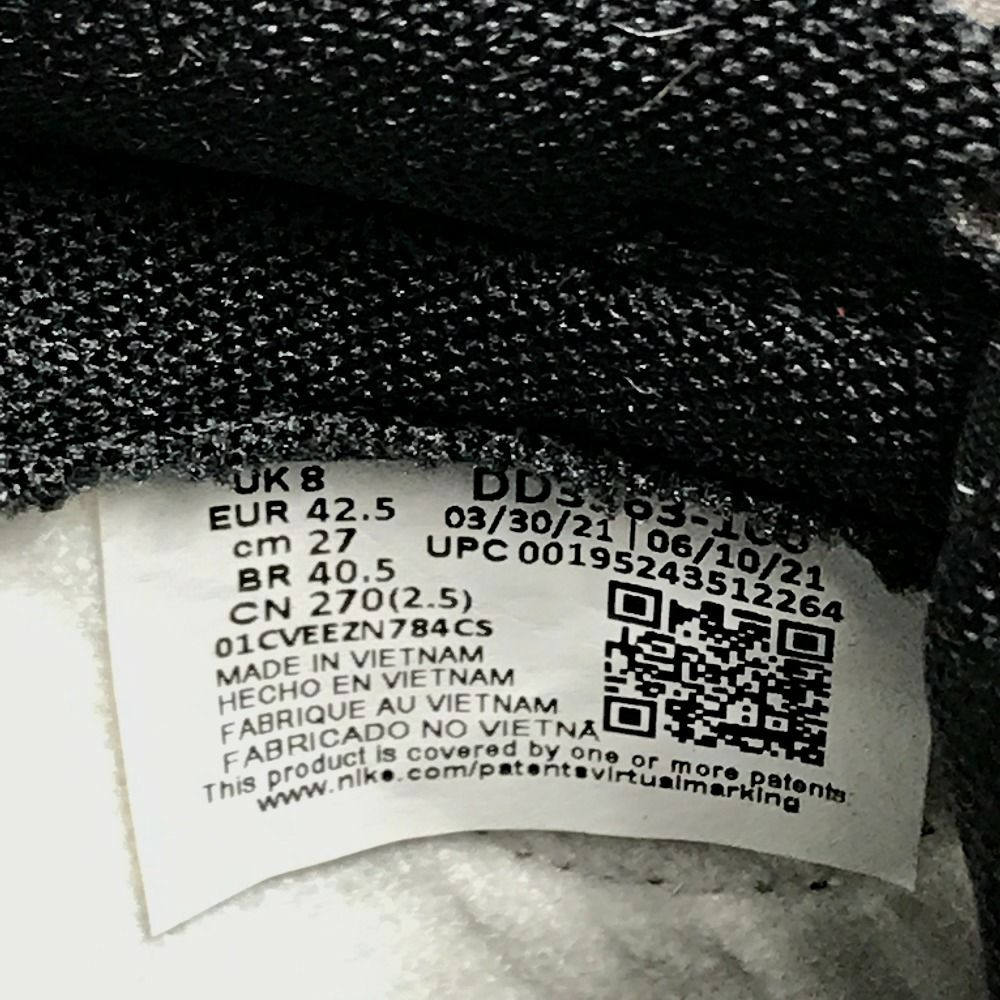 UK 8
EUR 42.5
cm 27
BR 40.5
CN 270(2.5)
01CVEEZN784CS
MADE IN VIETNAM
HECHO EN VIETNAM
FABRIQUE AU VIETNAM
FABRICADO NO VIETNÃ
03/30/21 | 06/10/21
UPC 00195243512264
This product is covered by one or more patents:
www.nike.com/patentsvirtualmarking